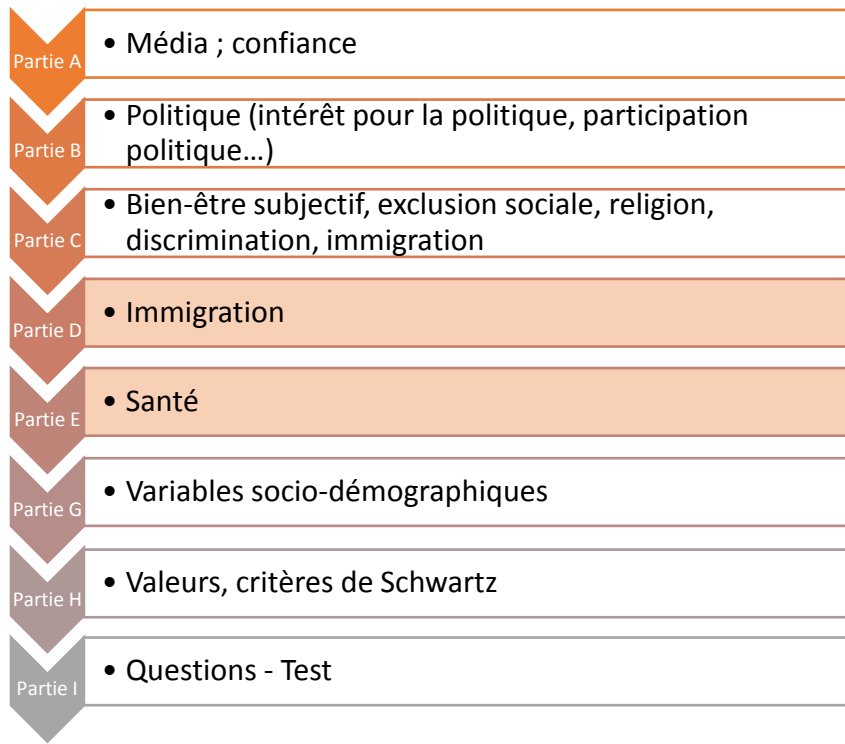 Partie A
• Média ; confiance
Partie B
• Politique (intérêt pour la politique, participation
politique…)
Partie C
• Bien-être subjectif, exclusion sociale, religion,
discrimination, immigration
Partie D
• Immigration
Partie E
• Santé
Partie G
• Variables socio-démographiques
Partie H
• Valeurs, critères de Schwartz
Partie I
• Questions - Test